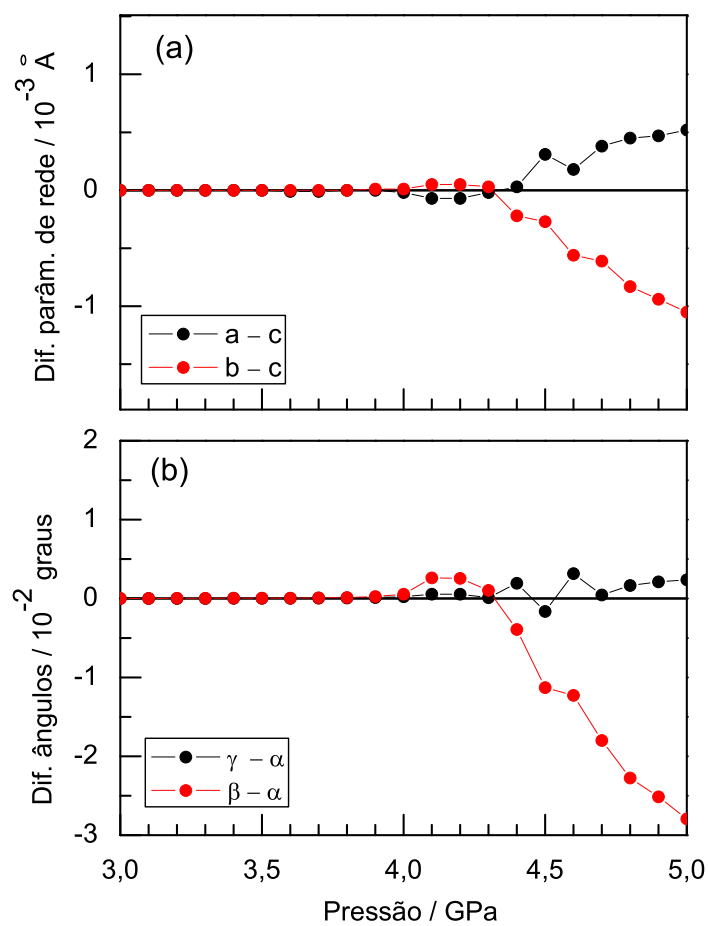 (a)
Dif. parâm. de rede / 10⁻³ Å
1
0
-1
a – c
b – c
(b)
Dif. ângulos / 10⁻² graus
2
1
0
-1
-2
-3
γ – α
β – α
3,0 3,5 4,0 4,5 5,0
Pressão / GPa